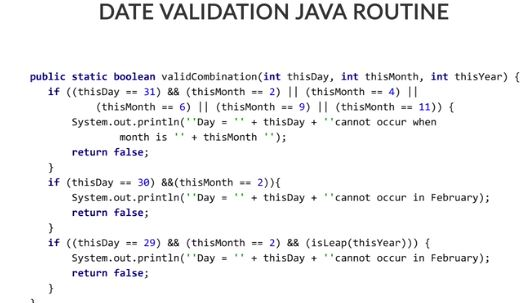 DATE VALIDATION JAVA ROUTINE
public static boolean validCombination(int thisDay, int thisMonth, int thisYear) {
if ((thisDay == 31) && (thisMonth == 2) || (thisMonth == 4) ||
(thisMonth == 6) || (thisMonth == 9) || (thisMonth == 11)) {
System.out.println(''Day = '' + thisDay + ''cannot occur when
month is '' + thisMonth '');
return false;
}
if (thisDay == 30) &&(thisMonth == 2)){
System.out.println(''Day = '' + thisDay + ''cannot occur in February);
return false;
}
if ((thisDay == 29) && (thisMonth == 2) && (isLeap(thisYear))) {
System.out.println(''Day = '' + thisDay + ''cannot occur in February);
return false;
}
}